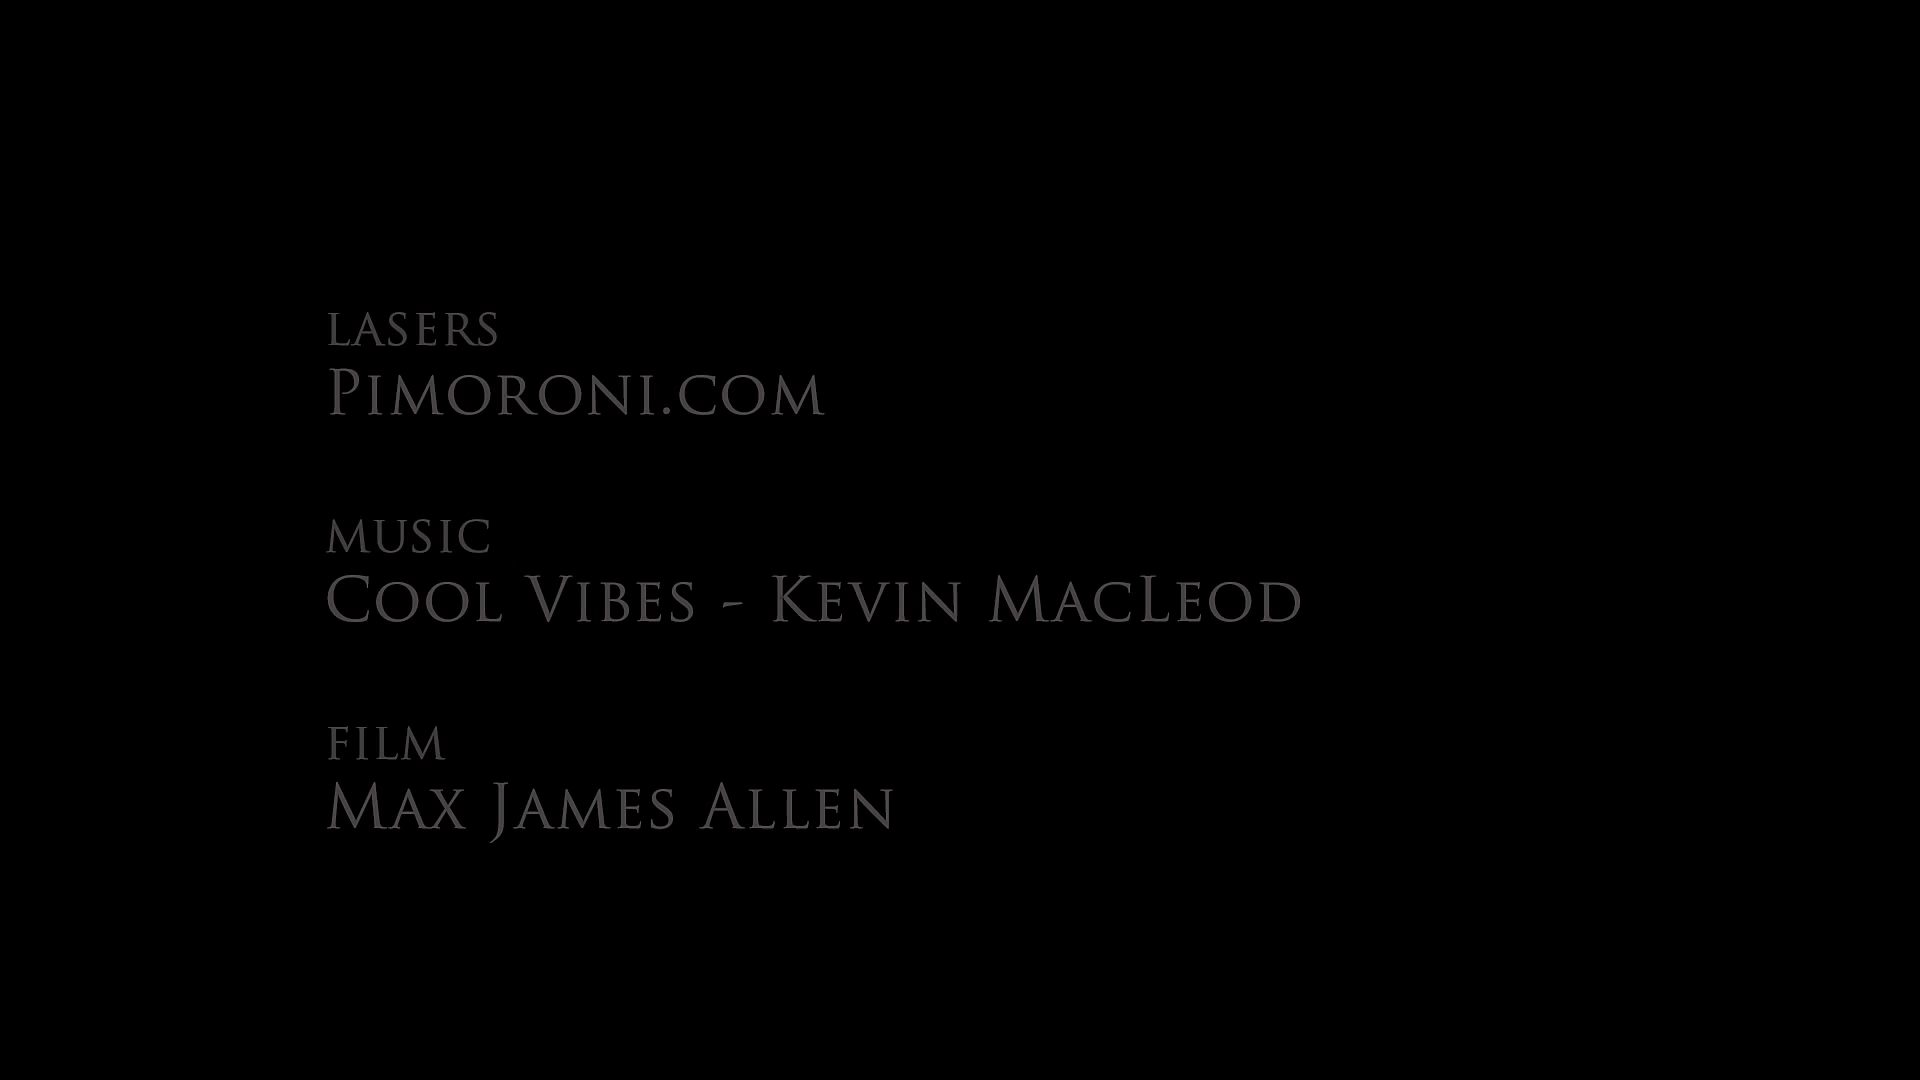 LASERS
PIMORONI.COM
MUSIC
COOL VIBES - KEVIN MACLEOD
FILM
MAX JAMES ALLEN